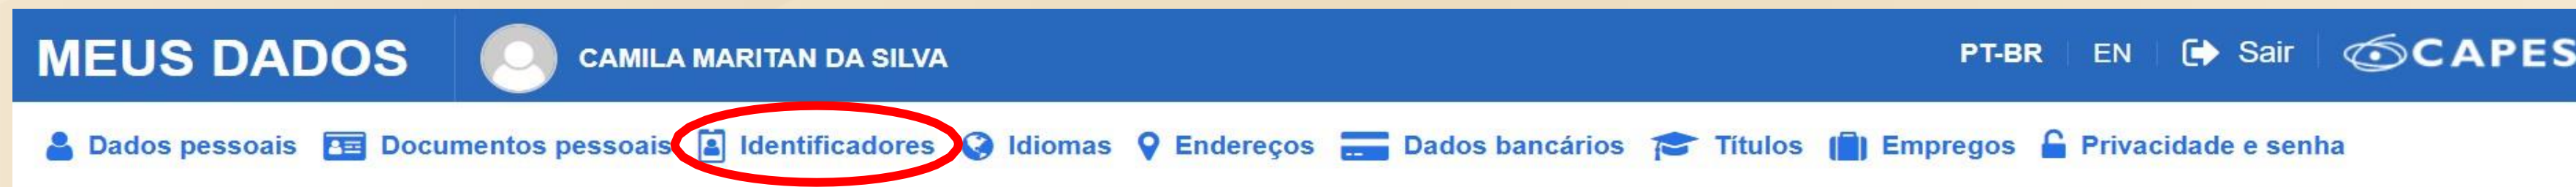 MEUS DADOS CAMILA MARITAN DA SILVA PT-BR EN Sair CAPES
Dados pessoais Documentos pessoais Identificadores Idiomas Endereços Dados bancários Títulos Empregos Privacidade e senha